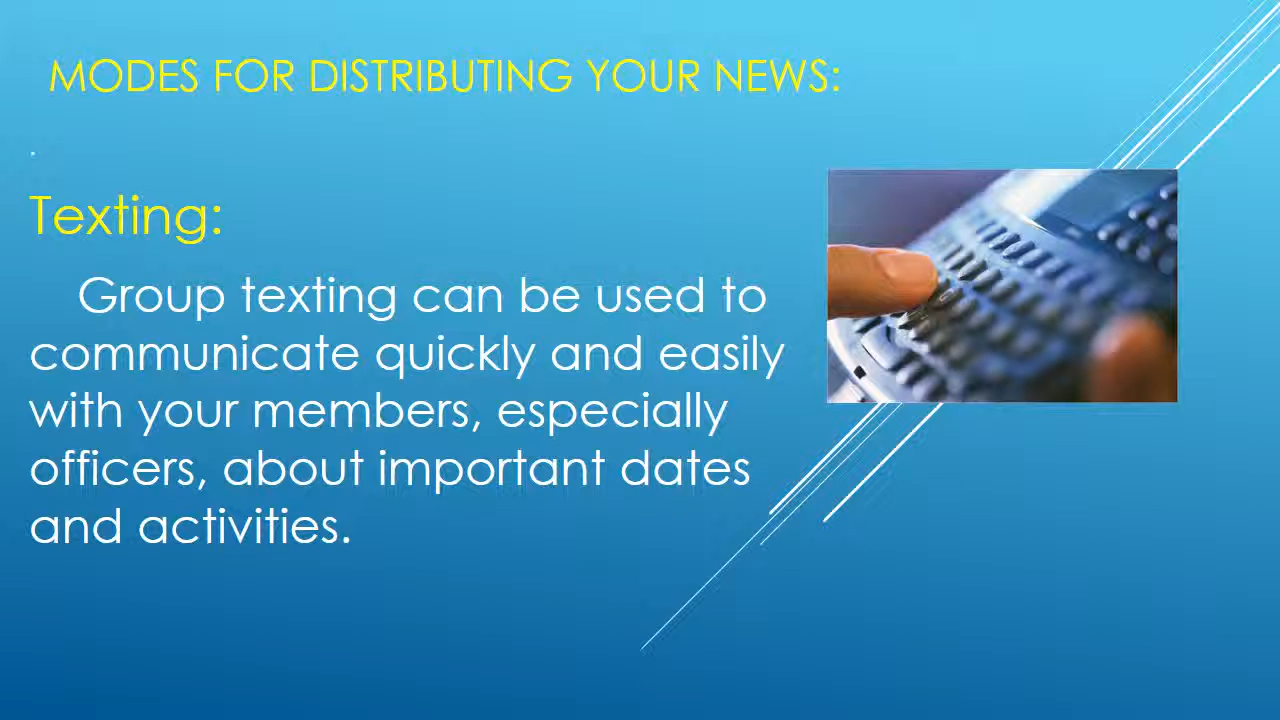 MODES FOR DISTRIBUTING YOUR NEWS:
.
Texting:
Group texting can be used to
communicate quickly and easily
with your members, especially
officers, about important dates
and activities.